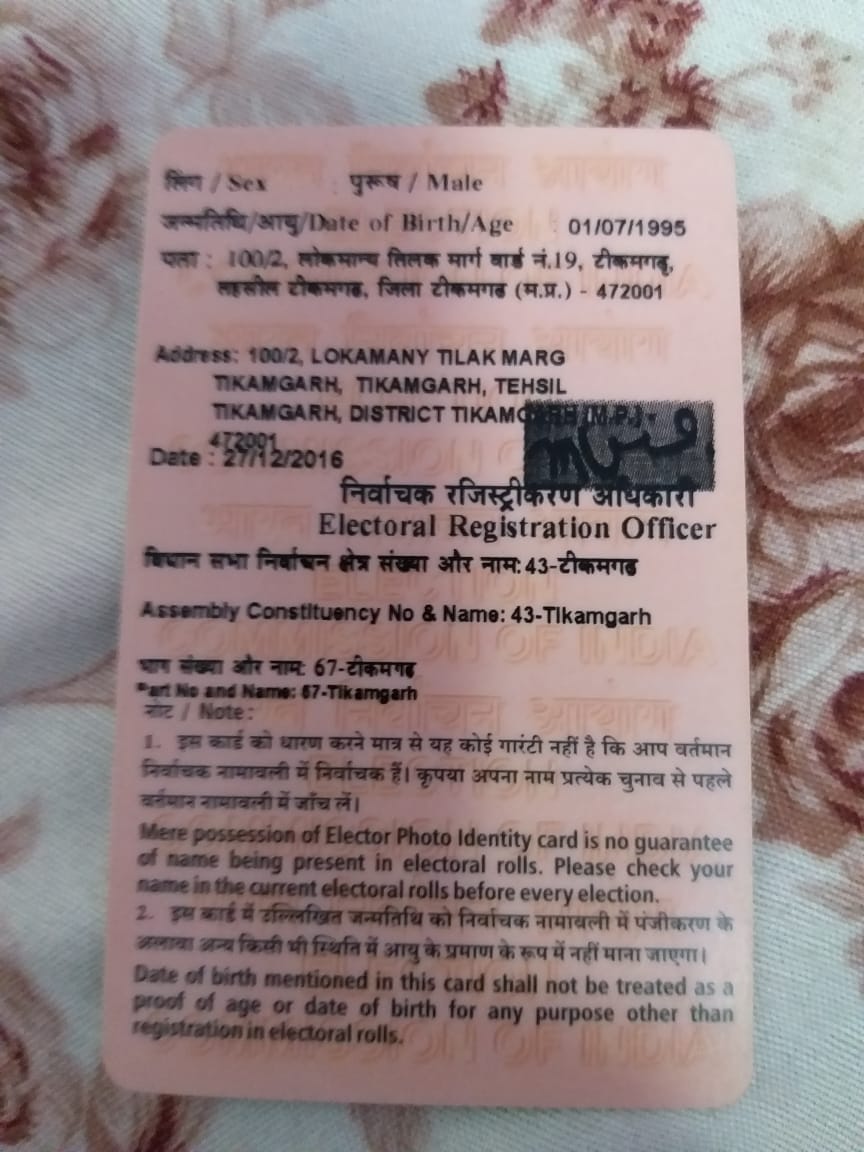 लिंग / Sex : पुरूष / Male
जन्मतिथि/आयु/Date of Birth/Age : 01/07/1995
पता : 100/2, लोकमान्य तिलक मार्ग वार्ड नं.19, टीकमगढ़,
तहसील टीकमगढ, जिला टीकमगढ (म.प्र.) - 472001
Address: 100/2, LOKAMANY TILAK MARG
TIKAMGARH, TIKAMGARH, TEHSIL
TIKAMGARH, DISTRICT TIKAMGARH (M.P.) -
472001
Date : 27/12/2016
निर्वाचक रजिस्ट्रीकरण अधिकारी
Electoral Registration Officer
विधान सभा निर्वाचन क्षेत्र संख्या और नाम: 43-टीकमगढ
Assembly Constituency No & Name: 43-Tikamgarh
भाग संख्या और नाम: 67-टीकमगढ
Part No and Name: 67-Tikamgarh
नोट / Note:
1. इस कार्ड को धारण करने मात्र से यह कोई गारंटी नहीं है कि आप वर्तमान
निर्वाचक नामावली में निर्वाचक हैं। कृपया अपना नाम प्रत्येक चुनाव से पहले
वर्तमान नामावली में जाँच लें।
Mere possession of Elector Photo Identity card is no guarantee
of name being present in electoral rolls. Please check your
name in the current electoral rolls before every election.
2. इस कार्ड में उल्लिखित जन्मतिथि को निर्वाचक नामावली में पंजीकरण के
अलावा अन्य किसी भी स्थिति में आयु के प्रमाण के रूप में नहीं माना जाएगा।
Date of birth mentioned in this card shall not be treated as a
proof of age or date of birth for any purpose other than
registration in electoral rolls.